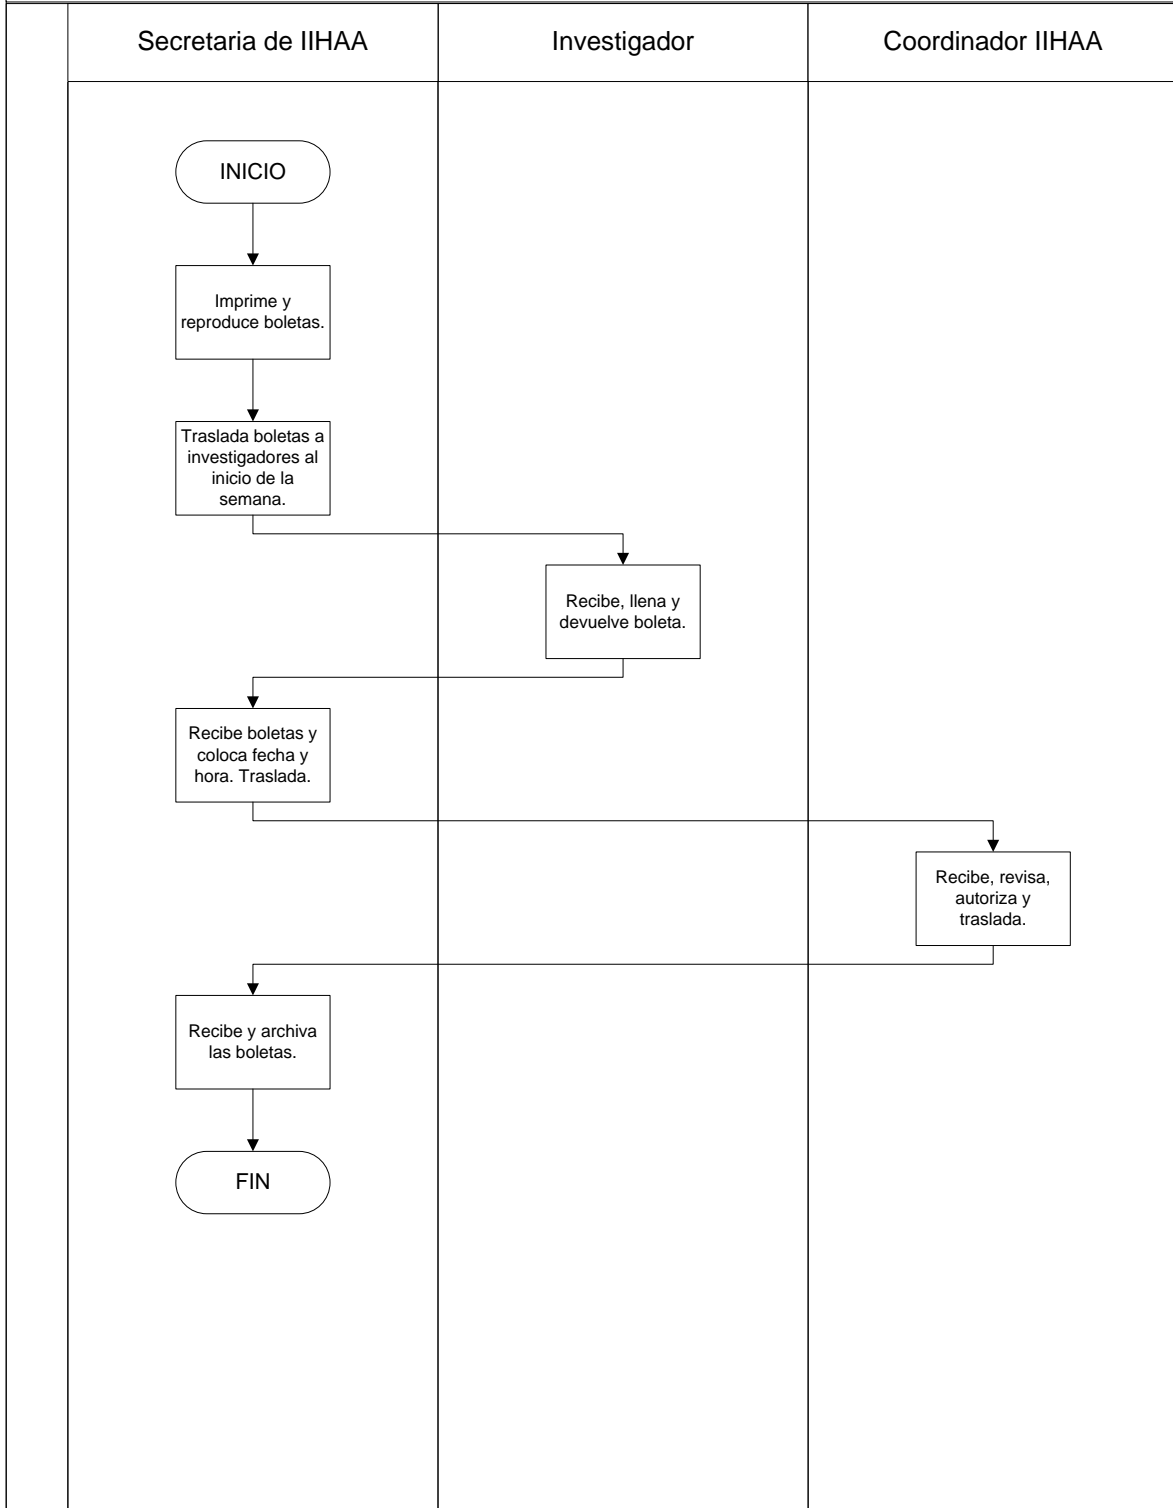 Secretaria de IIHAA
Investigador
Coordinador IIHAA
INICIO
Imprime y
reproduce boletas.
Traslada boletas a
investigadores al
inicio de la
semana.
Recibe, llena y
devuelve boleta.
Recibe boletas y
coloca fecha y
hora. Traslada.
Recibe, revisa,
autoriza y
traslada.
Recibe y archiva
las boletas.
FIN